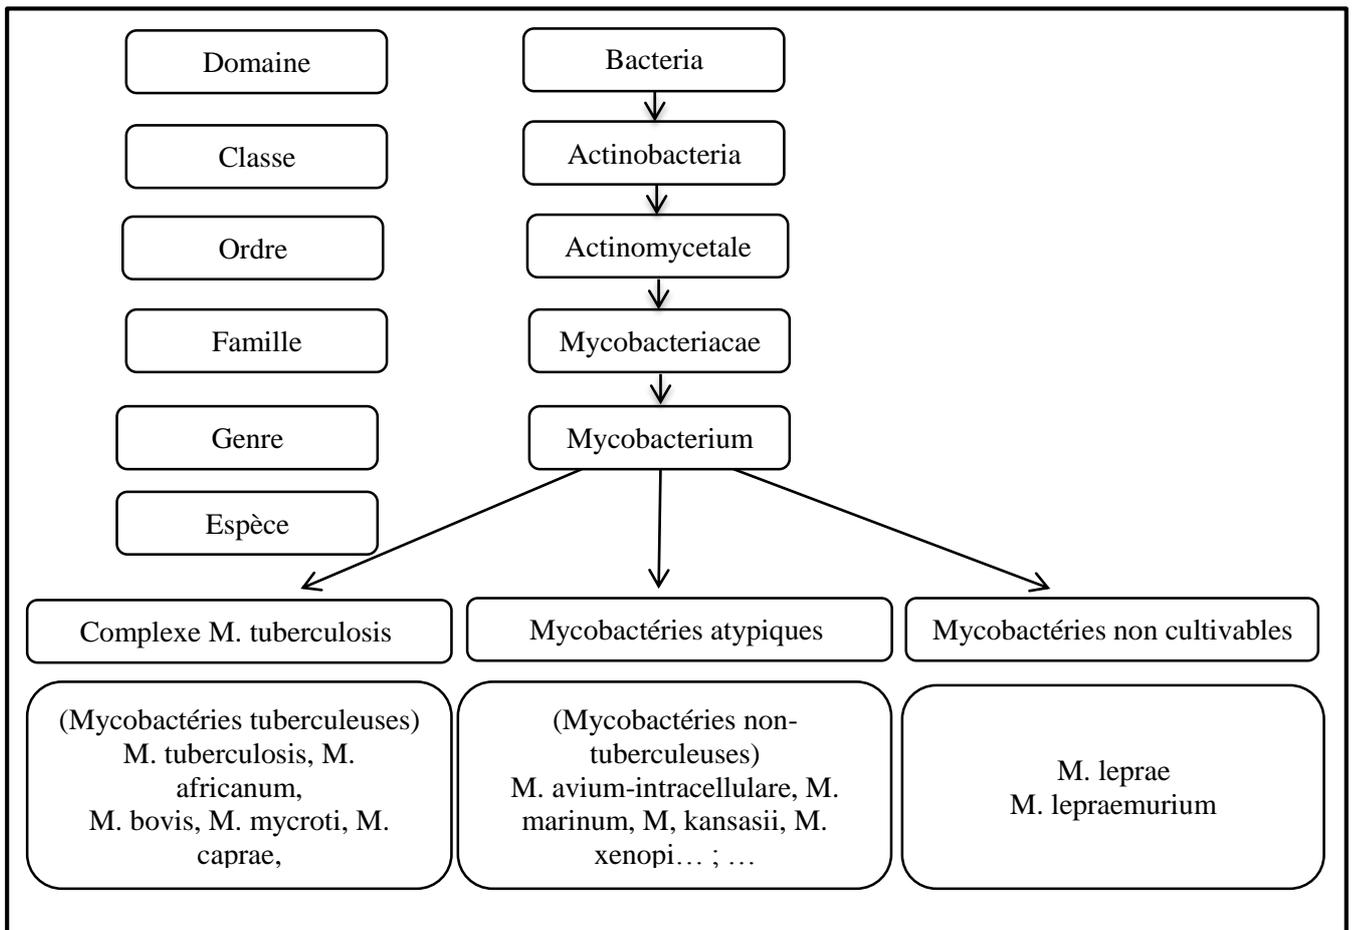 Domaine
Bacteria
Classe
Actinobacteria
Ordre
Actinomycetale
Famille
Mycobacteriacae
Genre
Mycobacterium
Espèce
Complexe M. tuberculosis
Mycobactéries atypiques
Mycobactéries non cultivables
(Mycobactéries tuberculeuses)
M. tuberculosis, M.
africanum,
M. bovis, M. mycroti, M.
caprae,
(Mycobactéries non-
tuberculeuses)
M. avium-intracellulare, M.
marinum, M, kansasii, M.
xenopi… ; …
M. leprae
M. lepraemurium